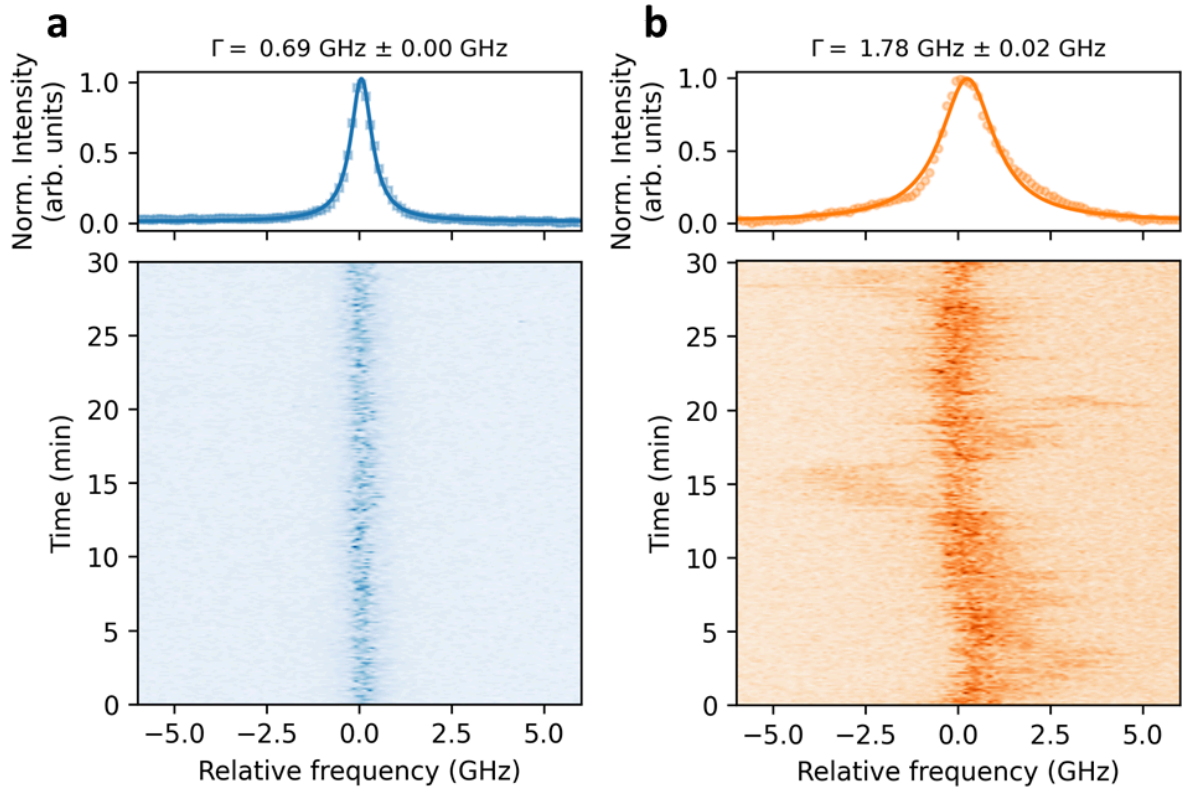 a
Γ = 0.69 GHz ± 0.00 GHz
Norm. Intensity
(arb. units)
1.0
0.5
0.0
−5.0 −2.5 0.0 2.5 5.0
Time (min)
30
25
20
15
10
5
0
Relative frequency (GHz)
b
Γ = 1.78 GHz ± 0.02 GHz
Norm. Intensity
(arb. units)
1.0
0.5
0.0
Time (min)
30
25
20
15
10
5
0
−5.0 −2.5 0.0 2.5 5.0
Relative frequency (GHz)